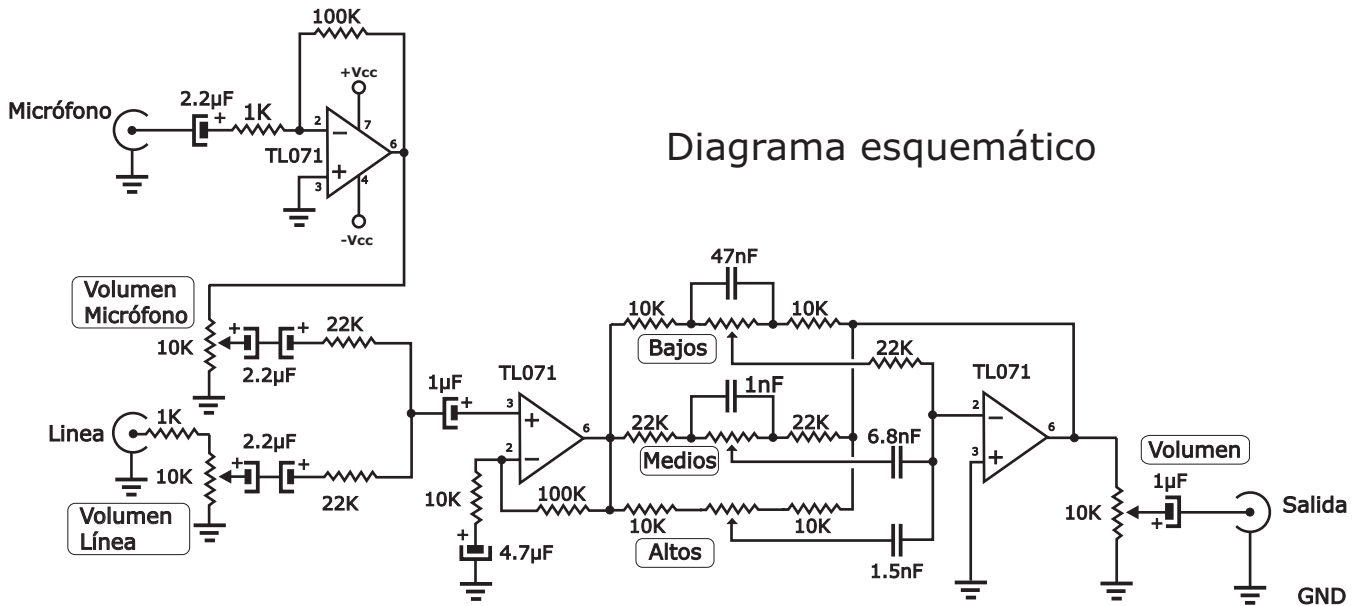 100K
+Vcc
Micrófono
2.2µF
+
1K
2
7
TL071
6
3
4
-Vcc
Diagrama esquemático
47nF
Volumen
Micrófono
10K
10K
22K
10K
+
+
2.2µF
Bajos
22K
TL071
1µF
+
TL071
1nF
1K
3
2
Linea
2.2µF
6
22K
22K
6.8nF
6
Volumen
+
+
2
Medios
3
1µF
10K
22K
10K
100K
10K
10K
10K
+
Salida
Volumen
Línea
+
4.7µF
Altos
1.5nF
GND